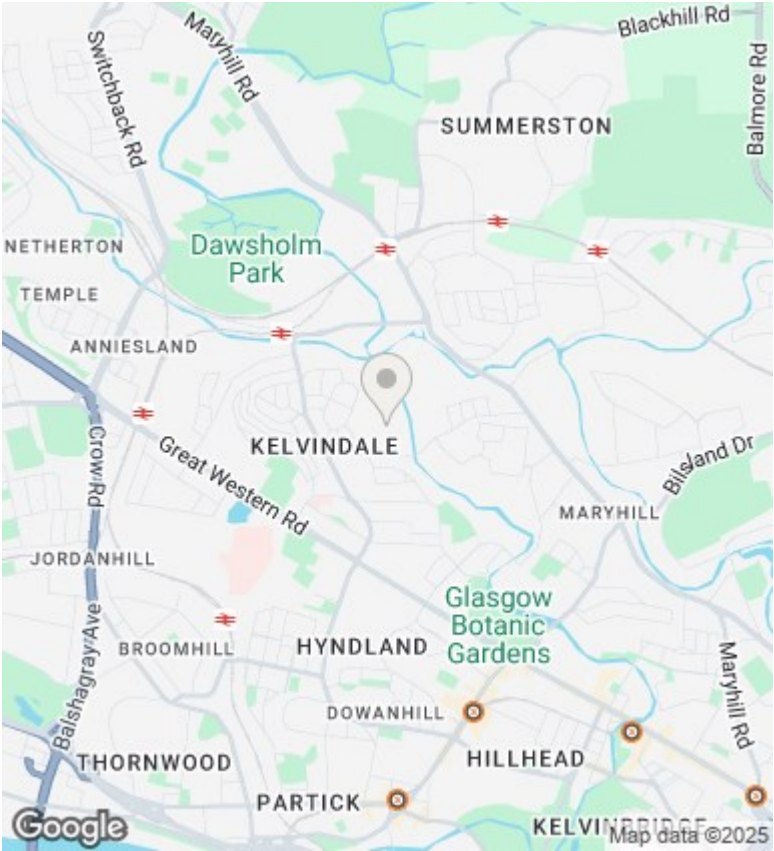 Blackhill Rd
Maryhill Rd
Switchback Rd
Balmore Rd
SUMMERSTON
NETHERTON
Dawsholm
Park
TEMPLE
ANNIESLAND
KELVINDALE
Crow Rd
Great Western Rd
Bilsland Dr
MARYHILL
JORDANHILL
Glasgow
Botanic
Gardens
BROOMHILL
HYNDLAND
Balshagray Ave
Maryhill Rd
DOWANHILL
THORNWOOD
HILLHEAD
PARTICK
KELVINBRIDGE
Google
Map data ©2025